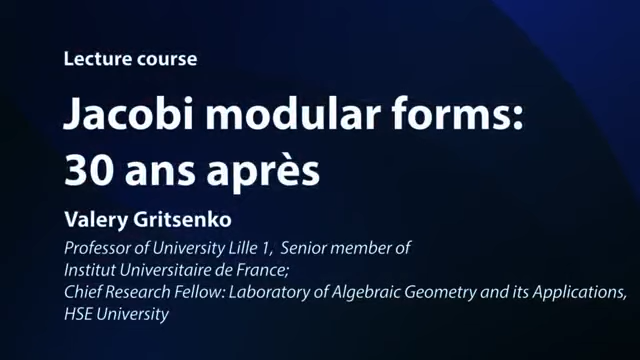 Lecture course
Jacobi modular forms:
30 ans après
Valery Gritsenko
Professor of University Lille 1, Senior member of
Institut Universitaire de France;
Chief Research Fellow: Laboratory of Algebraic Geometry and its Applications,
HSE University